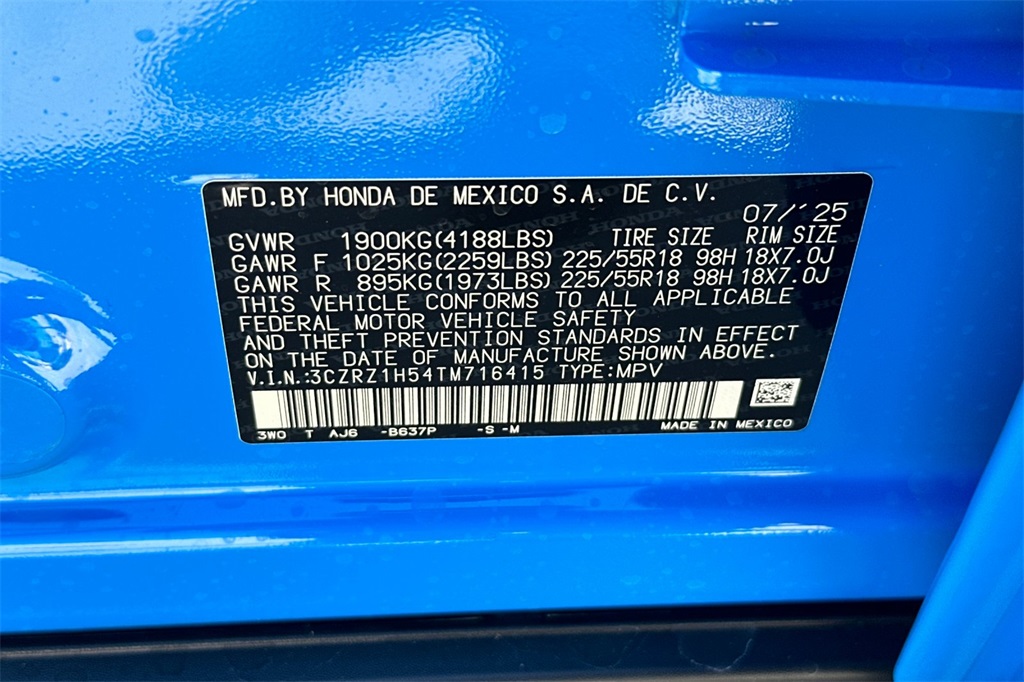 MFD.BY HONDA DE MEXICO S.A. DE C.V.
07/'25
GVWR 1900KG(4188LBS) TIRE SIZE RIM SIZE
GAWR F 1025KG(2259LBS) 225/55R18 98H 18X7.0J
GAWR R 895KG(1973LBS) 225/55R18 98H 18X7.0J
THIS VEHICLE CONFORMS TO ALL APPLICABLE
FEDERAL MOTOR VEHICLE SAFETY
AND THEFT PREVENTION STANDARDS IN EFFECT
ON THE DATE OF MANUFACTURE SHOWN ABOVE.
V.I.N.:3CZRZ1H54TM716415 TYPE:MPV
3W0 T AJ6 -B637P -S -M MADE IN MEXICO